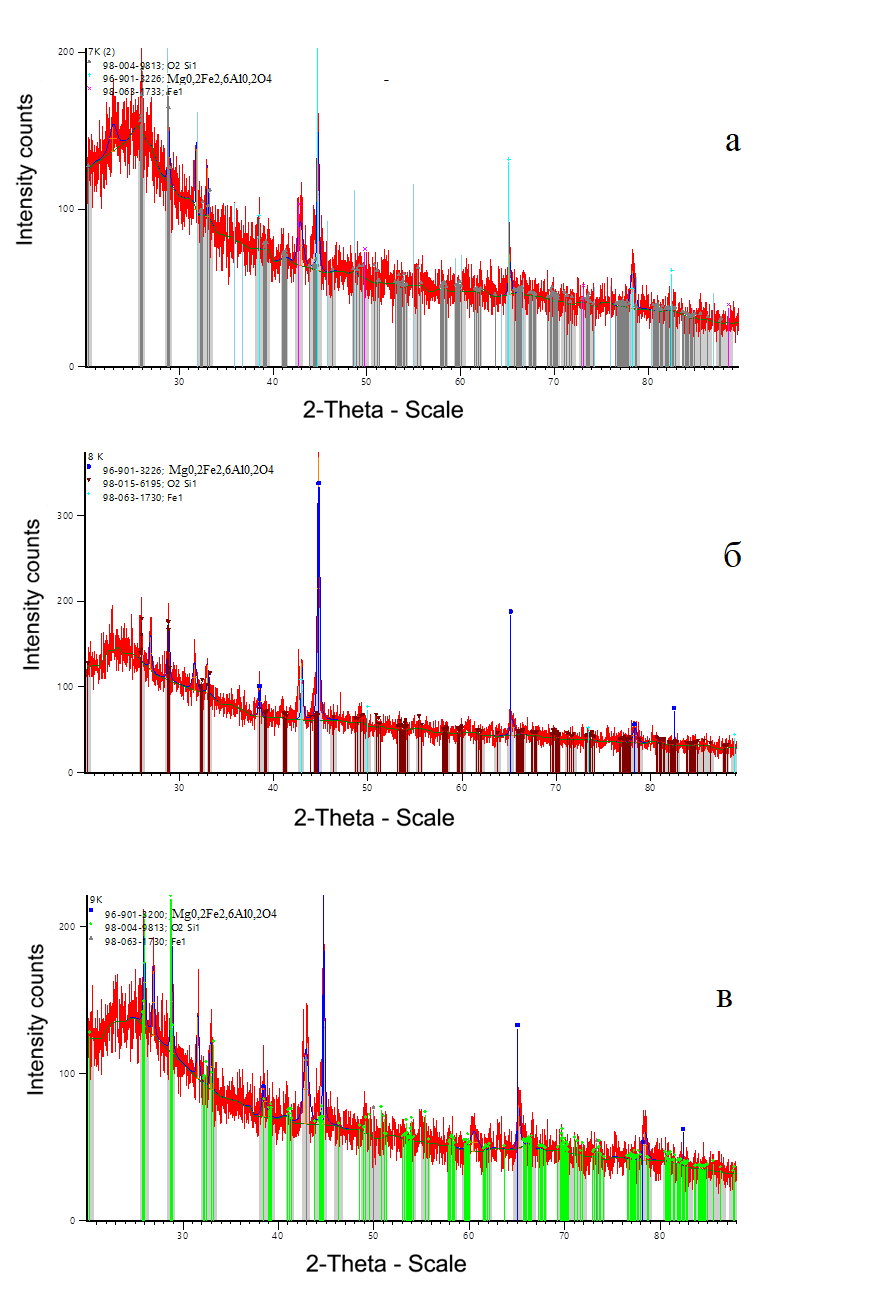 7K (2)
98-004-9813; O2 Si1
96-901-3226; Mg0,2Fe2,6Al0,2O4
98-063-1733; Fe1
а
Intensity counts
200
100
0
30 40 50 60 70 80
2-Theta - Scale
8 K
96-901-3226; Mg0,2Fe2,6Al0,2O4
98-015-6195; O2 Si1
98-063-1730; Fe1
б
Intensity counts
300
200
100
0
30 40 50 60 70 80
2-Theta - Scale
9K
96-901-3200; Mg0,2Fe2,6Al0,2O4
98-004-9813; O2 Si1
98-063-1730; Fe1
в
Intensity counts
200
100
0
30 40 50 60 70 80
2-Theta - Scale